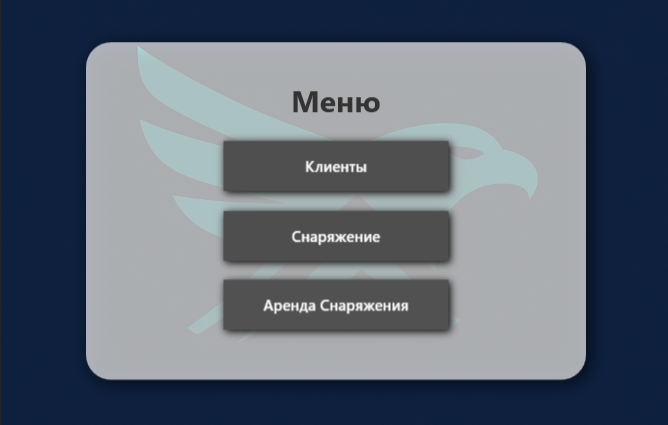 Меню
Клиенты
Снаряжение
Аренда Снаряжения